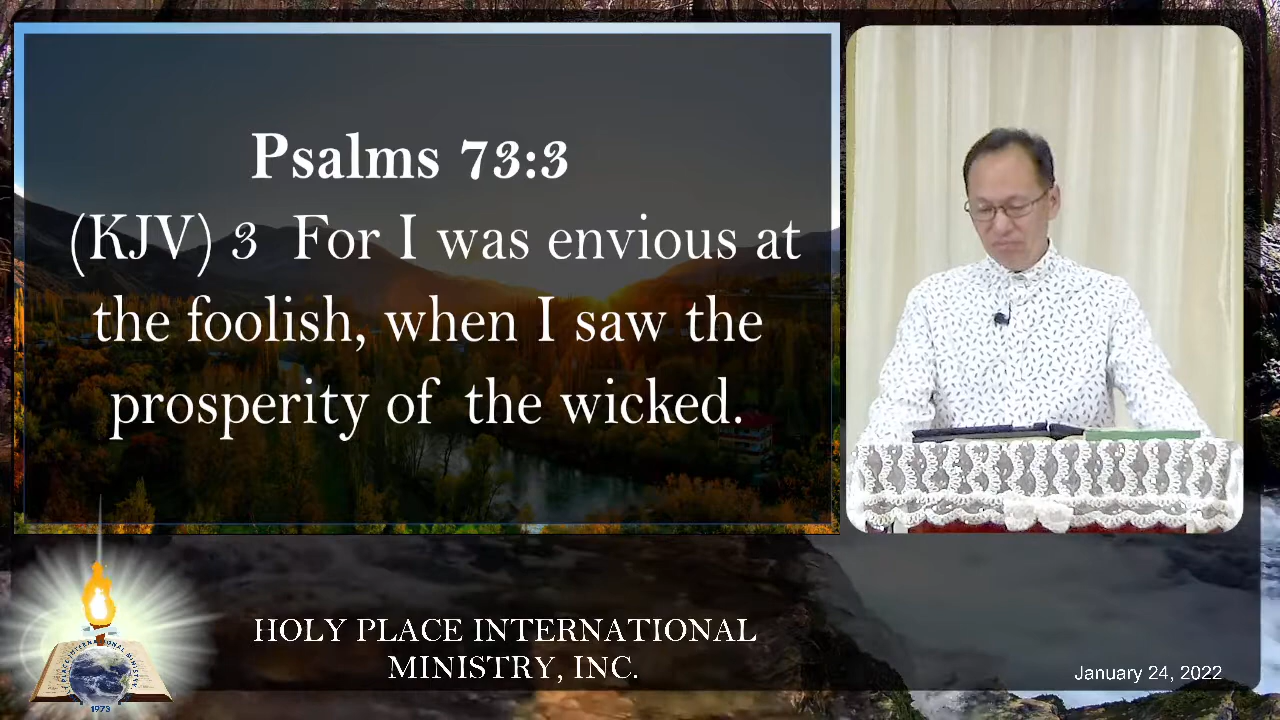 Psalms 73:3
(KJV) 3 For I was envious at
the foolish, when I saw the
prosperity of the wicked.
HOLY PLACE INTERNATIONAL
MINISTRY, INC.
January 24, 2022
1973